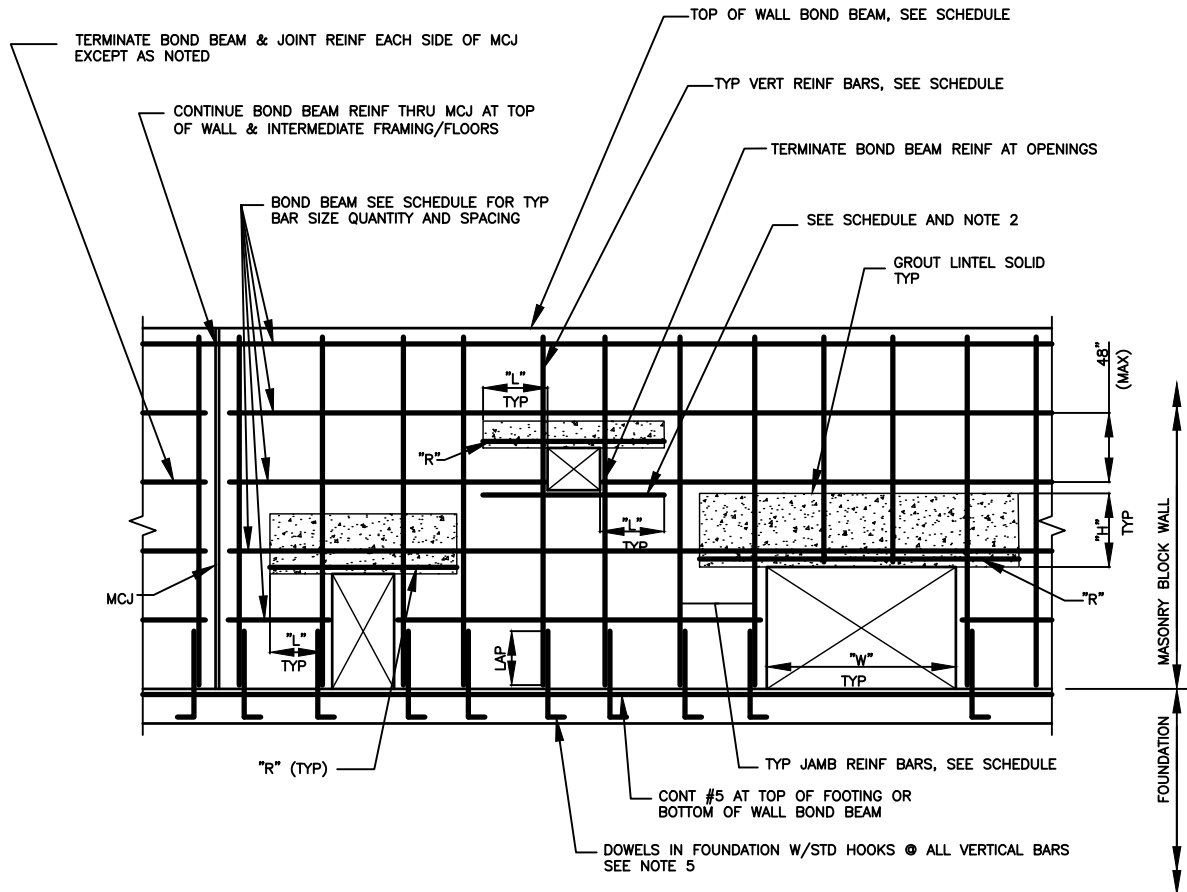 TOP OF WALL BOND BEAM, SEE SCHEDULE
TERMINATE BOND BEAM & JOINT REINF EACH SIDE OF MCJ
EXCEPT AS NOTED
TYP VERT REINF BARS, SEE SCHEDULE
CONTINUE BOND BEAM REINF THRU MCJ AT TOP
OF WALL & INTERMEDIATE FRAMING/FLOORS
TERMINATE BOND BEAM REINF AT OPENINGS
BOND BEAM SEE SCHEDULE FOR TYP
BAR SIZE QUANTITY AND SPACING
SEE SCHEDULE AND NOTE 2
GROUT LINTEL SOLID
TYP
48"
(MAX)
"L"
TYP
"R"
"L"
TYP
"H"
TYP
MCJ
"R"
"L"
TYP
LAP
"W"
TYP
MASONRY BLOCK WALL
FOUNDATION
"R" (TYP)
TYP JAMB REINF BARS, SEE SCHEDULE
CONT #5 AT TOP OF FOOTING OR
BOTTOM OF WALL BOND BEAM
DOWELS IN FOUNDATION W/STD HOOKS @ ALL VERTICAL BARS
SEE NOTE 5